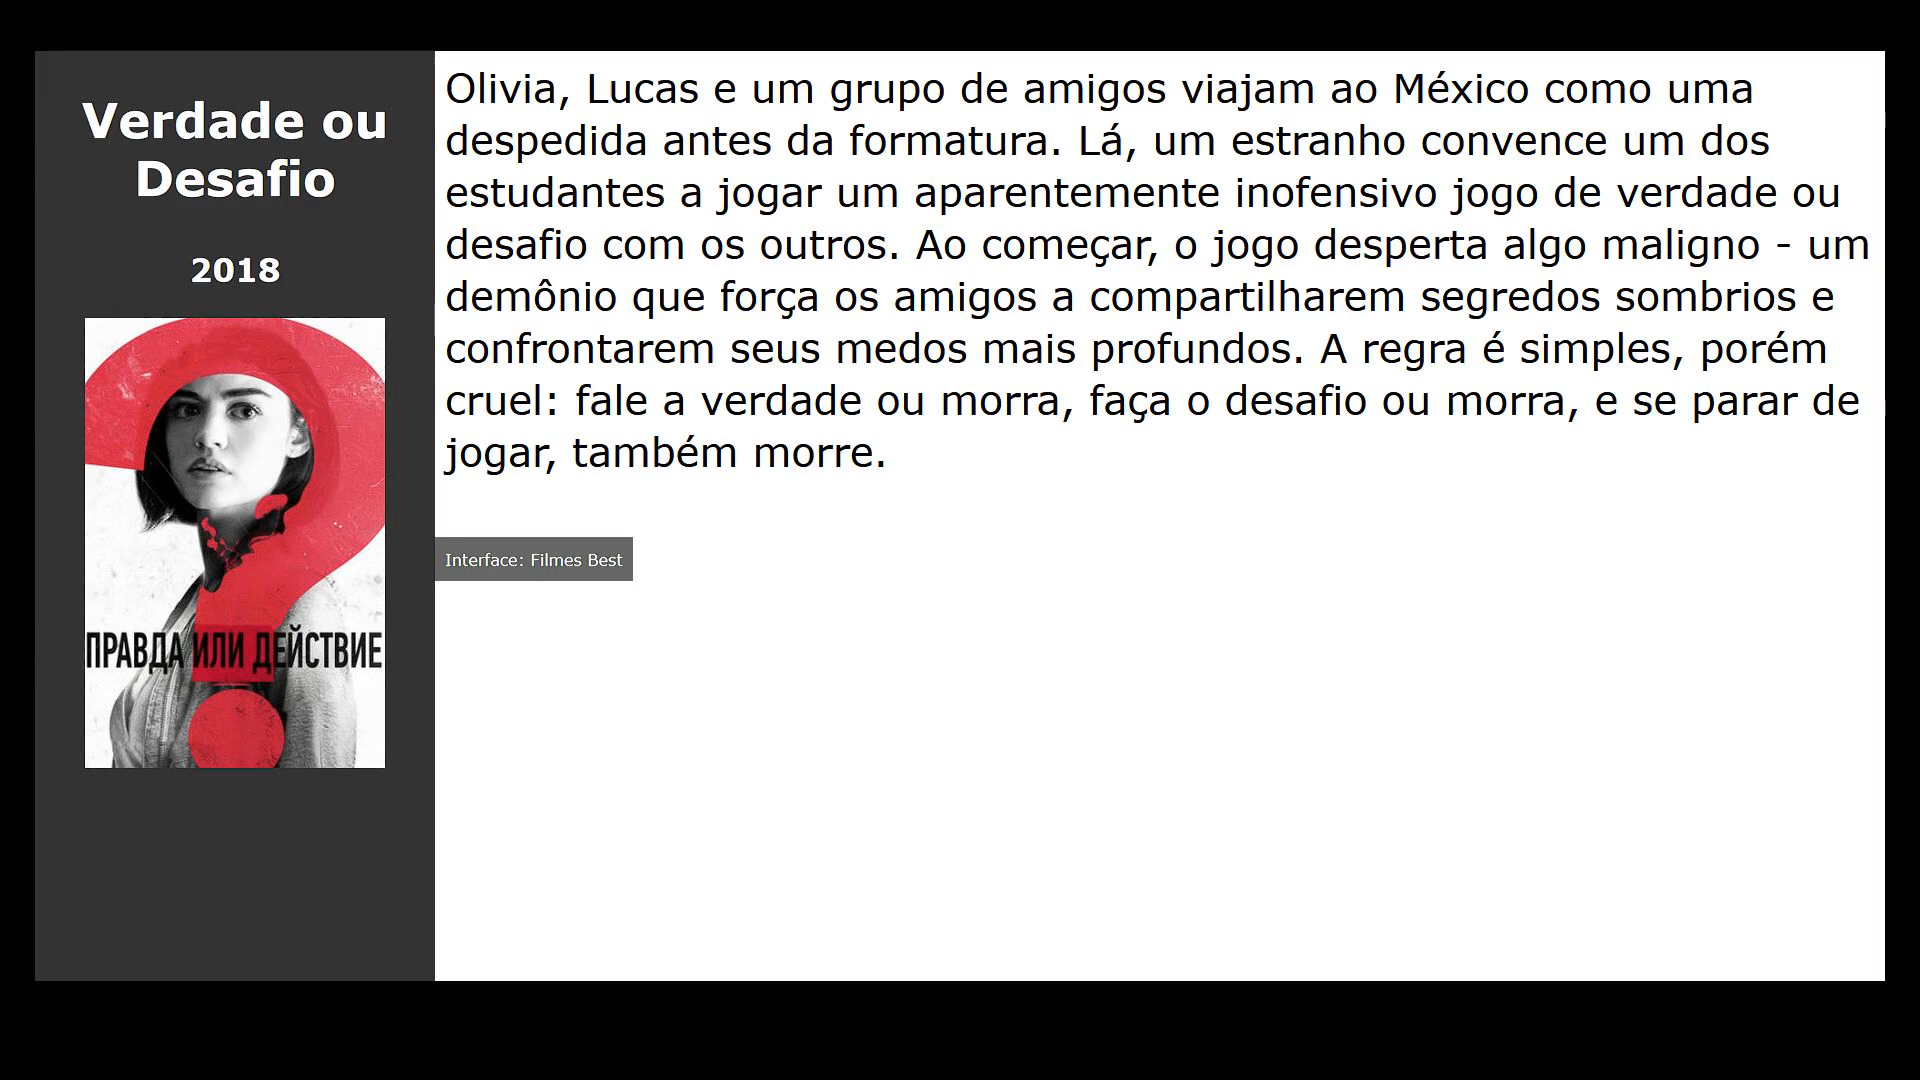 Verdade ou
Desafio
2018
ПРАВДА ИЛИ ДЕЙСТВИЕ
Olivia, Lucas e um grupo de amigos viajam ao México como uma
despedida antes da formatura. Lá, um estranho convence um dos
estudantes a jogar um aparentemente inofensivo jogo de verdade ou
desafio com os outros. Ao começar, o jogo desperta algo maligno - um
demônio que força os amigos a compartilharem segredos sombrios e
confrontarem seus medos mais profundos. A regra é simples, porém
cruel: fale a verdade ou morra, faça o desafio ou morra, e se parar de
jogar, também morre.
Interface: Filmes Best